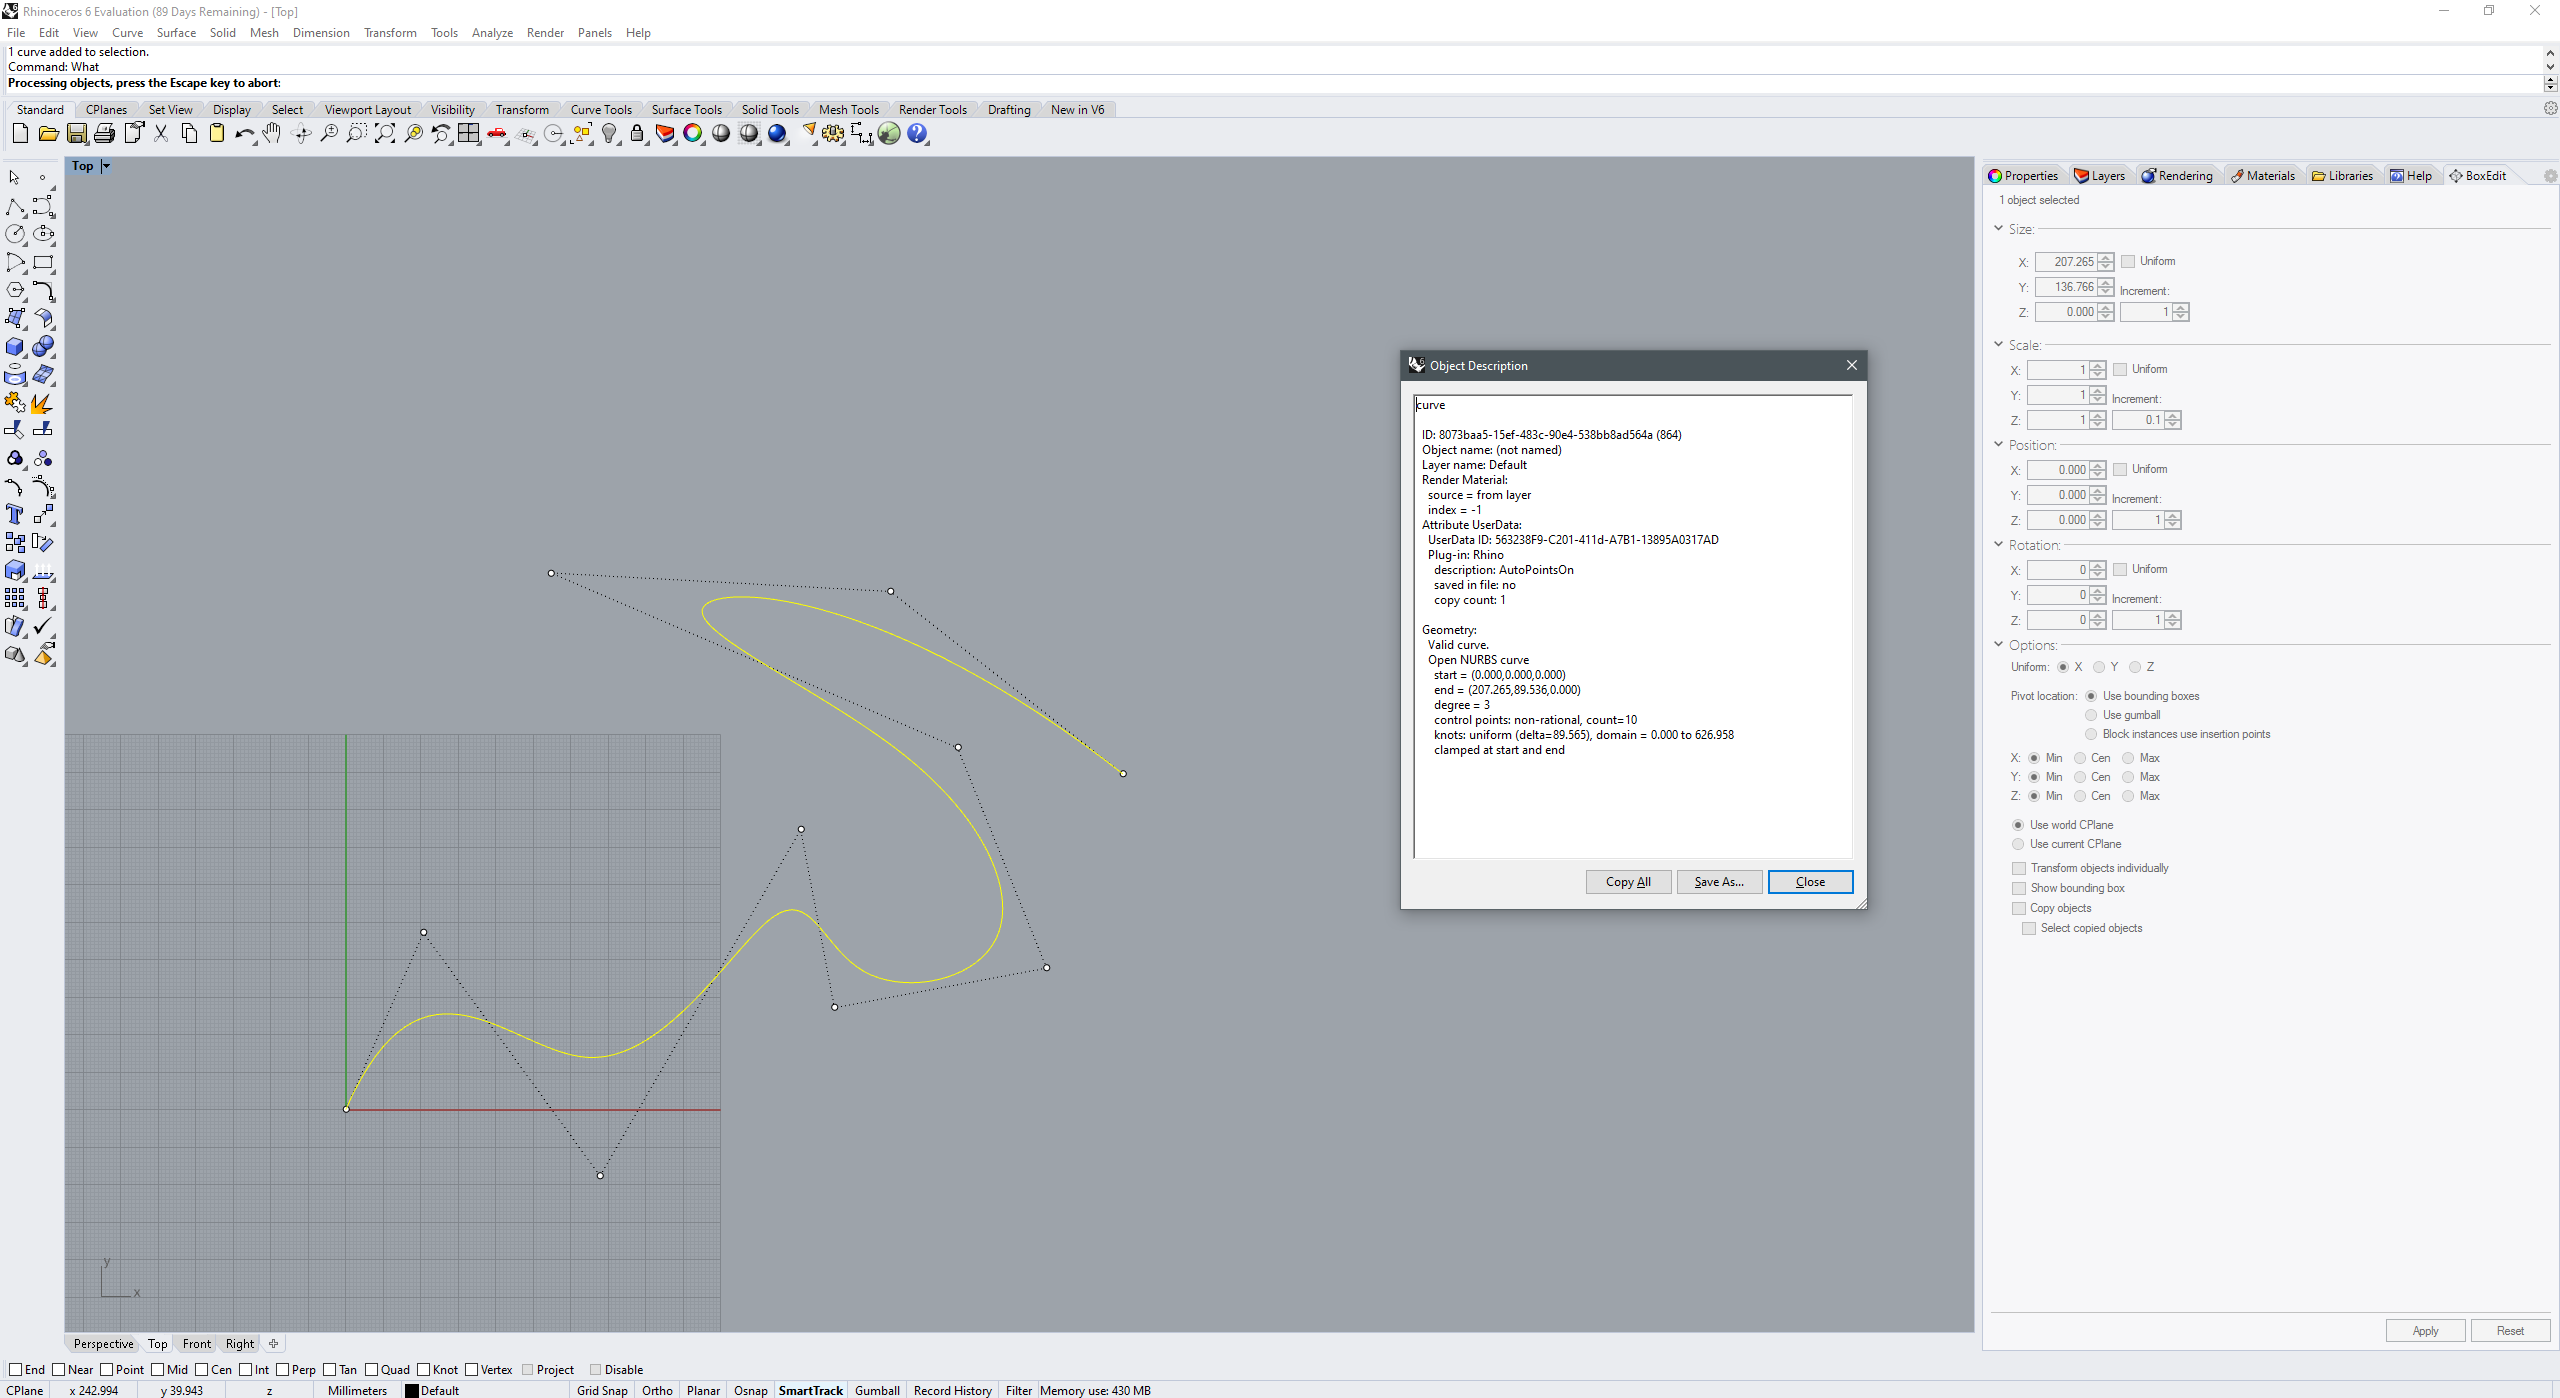 Rhinoceros 6 Evaluation (89 Days Remaining) - [Top]
File Edit View Curve Surface Solid Mesh Dimension Transform Tools Analyze Render Panels Help
1 curve added to selection.
Command: What
Processing objects, press the Escape key to abort:
Standard CPlanes Set View Display Select Viewport Layout Visibility Transform Curve Tools Surface Tools Solid Tools Mesh Tools Render Tools Drafting New in V6
Top
Properties Layers Rendering Materials Libraries Help BoxEdit
1 object selected
Size:
X: 207.265 Uniform
Y: 136.766 Increment:
Z: 0.000 1
Scale:
X: 1 Uniform
Y: 1 Increment:
Z: 1 0.1
Position:
X: 0.000 Uniform
Y: 0.000 Increment:
Z: 0.000 1
Rotation:
X: 0 Uniform
Y: 0 Increment:
Z: 0 1
Options:
Uniform: X Y Z
Pivot location: Use bounding boxes
Use gumball
Block instances use insertion points
X: Min Cen Max
Y: Min Cen Max
Z: Min Cen Max
Use world CPlane
Use current CPlane
Transform objects individually
Show bounding box
Copy objects
Select copied objects
Apply Reset
Object Description
curve
ID: 8073baa5-15ef-483c-90e4-538bb8ad564a (864)
Object name: (not named)
Layer name: Default
Render Material:
source = from layer
index = -1
Attribute UserData:
UserData ID: 563238F9-C201-411d-A7B1-13895A0317AD
Plug-in: Rhino
description: AutoPointsOn
saved in file: no
copy count: 1
Geometry:
Valid curve.
Open NURBS curve
start = (0.000,0.000,0.000)
end = (207.265,89.536,0.000)
degree = 3
control points: non-rational, count=10
knots: uniform (delta=89.565), domain = 0.000 to 626.958
clamped at start and end
Copy All Save As... Close
y
x
Perspective Top Front Right
End Near Point Mid Cen Int Perp Tan Quad Knot Vertex Project Disable
CPlane x 242.994 y 39.943 z Millimeters Default Grid Snap Ortho Planar Osnap SmartTrack Gumball Record History Filter Memory use: 430 MB